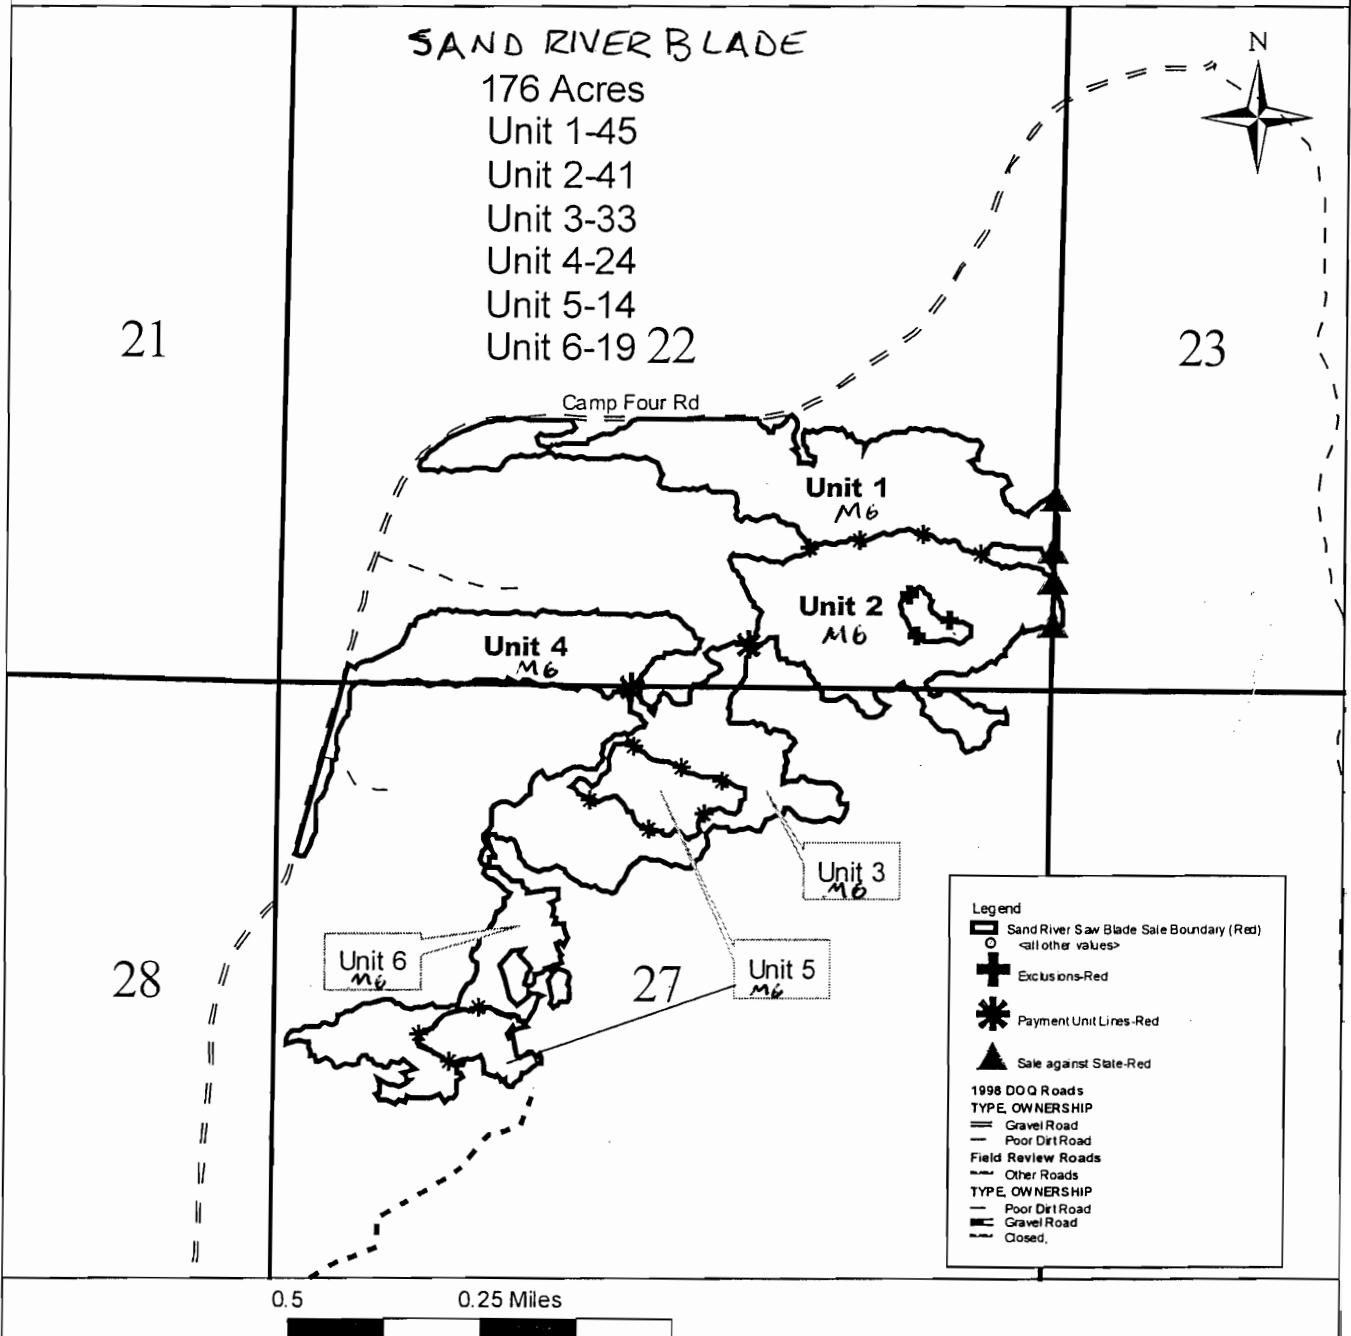 SAND RIVER BLADE
176 Acres
Unit 1-45
Unit 2-41
Unit 3-33
Unit 4-24
Unit 5-14
Unit 6-19
N
21
22
23
Camp Four Rd
Unit 1
M6
Unit 2
M6
Unit 4
M6
Unit 3
M6
Unit 6
M6
Unit 5
M6
28
27
Legend
Sand River Saw Blade Sale Boundary (Red)
<all other values>
Exclusions-Red
Payment Unit Lines-Red
Sale against State-Red
1998 DOQ Roads
TYPE, OWNERSHIP
Gravel Road
Poor Dirt Road
Field Review Roads
Other Roads
TYPE, OWNERSHIP
Poor Dirt Road
Gravel Road
Closed,
0.5 0.25 Miles